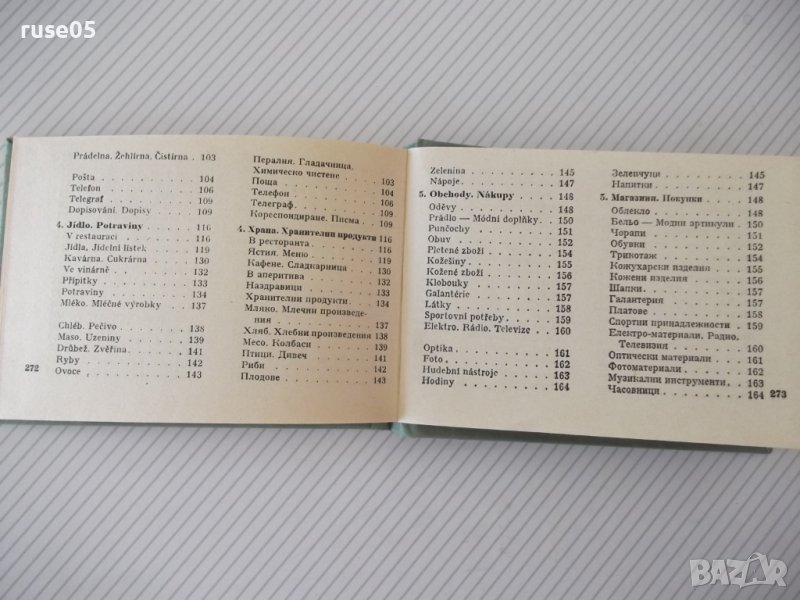 ruse05
Prádelna. Žehlírna, Čistírna . 103
Pošta . . . . . . . . . 104
Telefon . . . . . . . . 106
Telegraf . . . . . . . . 109
Dopisování. Dopisy . . . . 109
4. Jídlo. Potraviny . . . . . 116
V restauraci . . . . . . . 116
Jídla, Jídelní lístek . . . . 119
Kavárna. Cukrárna . . . . 130
Ve vinárně . . . . . . . 132
Přípitky . . . . . . . . 133
Potraviny . . . . . . . . 134
Mléko. Mléčné výrobky . . . 137
Chléb. Pečivo . . . . . . 138
Maso. Uzeniny . . . . . . 139
Drůbež. Zvěřina . . . . . . 141
Ryby . . . . . . . . . 142
Ovoce . . . . . . . . . 143
272
Пералня. Гладачница,
Химическо чистене . . . . 103
Поща . . . . . . . . . 104
Телефон . . . . . . . . 106
Телеграф . . . . . . . . 109
Кореспондиране. Писма . . . 109
4. Храна. Хранителни продукти 116
В ресторанта . . . . . . 116
Ястия. Меню . . . . . . . 119
Кафене. Сладкарница . . . 130
В аперитива . . . . . . . 132
Наздравици . . . . . . . 133
Хранителни продукти . . . . 134
Мляко. Млечни произведе-
ния . . . . . . . . . 137
Хляб. Хлебни произведения 138
Месо. Колбаси . . . . . . 139
Птици. Дивеч . . . . . . 141
Риби . . . . . . . . . 142
Плодове . . . . . . . . 143
Zelenina . . . . . . . . 145
Nápoje . . . . . . . . . 147
5. Obchody. Nákupy . . . . . 148
Oděvy . . . . . . . . . 148
Prádlo — Módní doplňky . . . 150
Punčochy . . . . . . . . 151
Obuv . . . . . . . . . 152
Pletené zboží . . . . . . 154
Kožešiny . . . . . . . . 155
Kožené zboží . . . . . . . 156
Klobouky . . . . . . . . 156
Galantérie . . . . . . . . 157
Látky . . . . . . . . . 158
Sportovní potřeby . . . . . 159
Elektro. Rádio. Televize . . 160
Optika . . . . . . . . . 161
Foto . . . . . . . . . 162
Hudební nástroje . . . . . 163
Hodiny . . . . . . . . . 164
Зеленчуци . . . . . . . 145
Напитки . . . . . . . . 147
5. Магазини. Покупки . . . . 148
Облекло . . . . . . . . 148
Бельо — Модни артикули . . 150
Чорапи . . . . . . . . . 151
Обувки . . . . . . . . . 152
Трикотаж . . . . . . . . 154
Кожухарски изделия . . . . 155
Кожени изделия . . . . . 156
Шапки . . . . . . . . . 156
Галантерия . . . . . . . 157
Платове . . . . . . . . 158
Спортни принадлежности . . 159
Електро-материали. Радио.
Телевизия . . . . . . . 160
Оптически материали . . . . 161
Фотоматериали . . . . . . 162
Музикални инструменти . . . 163
Часовници . . . . . . . . 164
273
BAZAR
.bg